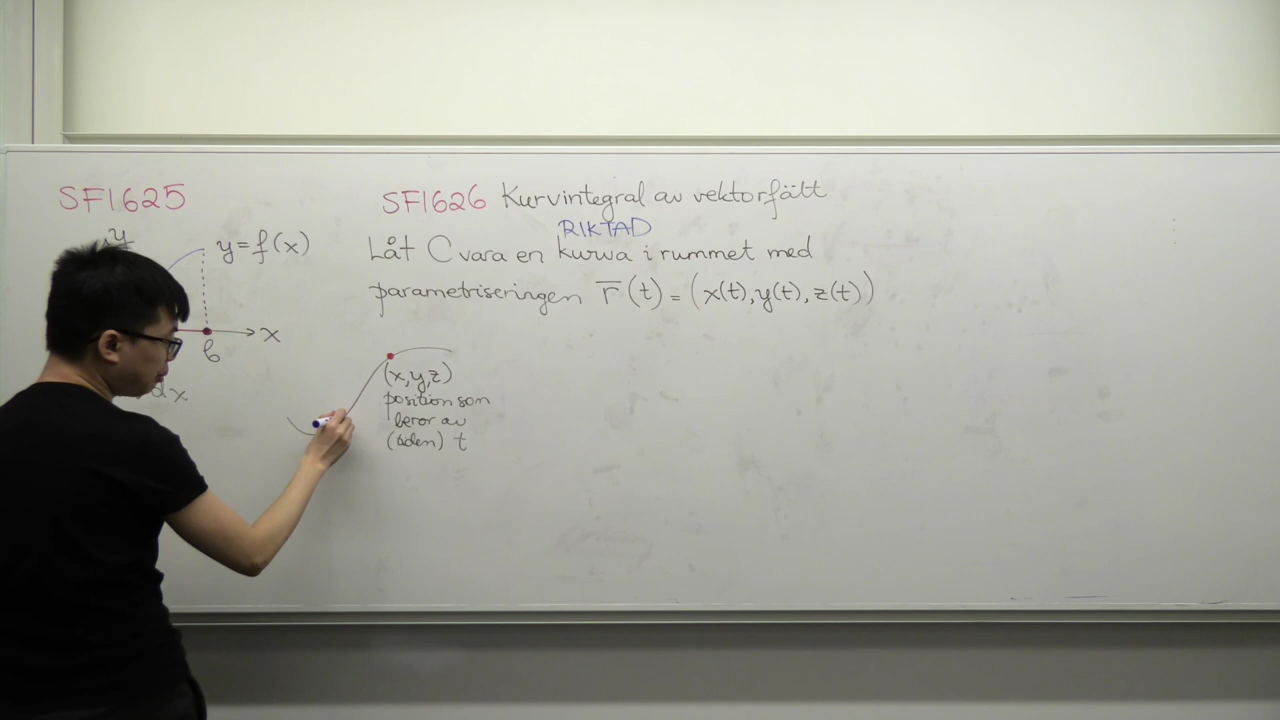 SF1625
y
y=f(x)
x
b
dx
SF1626 Kurvintegral av vektorfält
RIKTAD
Låt C vara en kurva i rummet med
parametriseringen r̅(t) = (x(t), y(t), z(t))
(x,y,z)
position som
beror av
(tiden) t